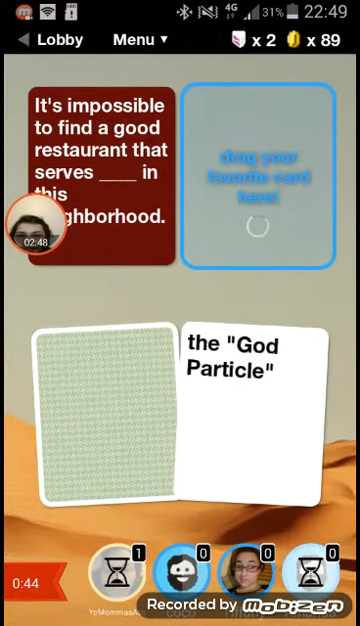 4G 31% 22:49
Lobby Menu ▼ x 2 x 89
It's impossible
to find a good
restaurant that
serves ____ in
this
ghborhood.
02:48
drag your
favorite card
here!
the "God
Particle"
1 0 0 0
0:44
YoMommasA
coco
Recorded by Mobizen